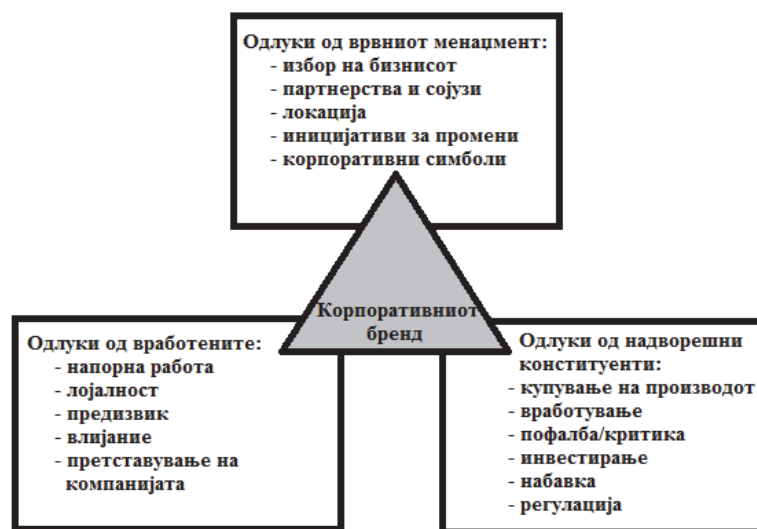 Одлуки од врвниот менаџмент:
- избор на бизнисот
- партнерства и сојузи
- локација
- иницијативи за промени
- корпоративни симболи
Корпоративниот
бренд
Одлуки од вработените:
- напорна работа
- лојалност
- предизвик
- влијание
- претставување на
компанијата
Одлуки од надворешни
конституенти:
- купување на производот
- вработување
- пофалба/критика
- инвестирање
- набавка
- регулација